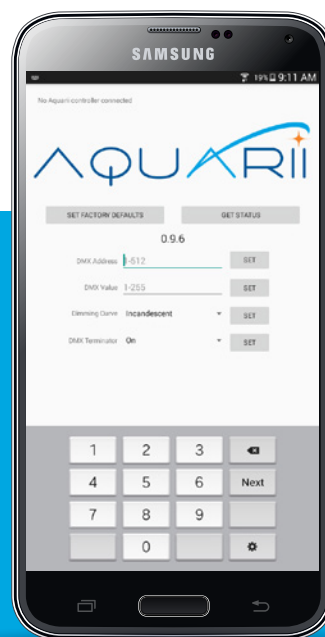 SAMSUNG
19% 9:11 AM
No Aquarii controller connected
AQUARII
SET FACTORY DEFAULTS GET STATUS
0.9.6
DMX Address 1-512 SET
DMX Value 1-255 SET
Dimming Curve Incandescent SET
DMX Terminator On SET
1 2 3
4 5 6 Next
7 8 9
0